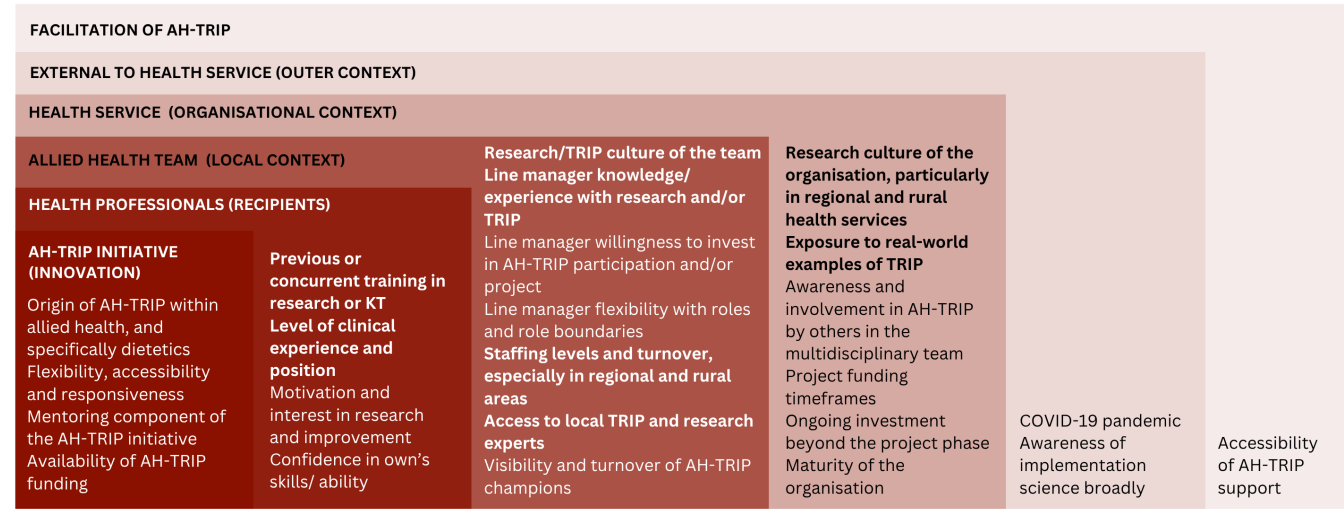 FACILITATION OF AH-TRIP
EXTERNAL TO HEALTH SERVICE (OUTER CONTEXT)
HEALTH SERVICE (ORGANISATIONAL CONTEXT)
ALLIED HEALTH TEAM (LOCAL CONTEXT)
HEALTH PROFESSIONALS (RECIPIENTS)
AH-TRIP INITIATIVE
(INNOVATION)
Origin of AH-TRIP within
allied health, and
specifically dietetics
Flexibility, accessibility
and responsiveness
Mentoring component of
the AH-TRIP initiative
Availability of AH-TRIP
funding
Previous or
concurrent training in
research or KT
Level of clinical
experience and
position
Motivation and
interest in research
and improvement
Confidence in own's
skills/ ability
Research/TRIP culture of the team
Line manager knowledge/
experience with research and/or
TRIP
Line manager willingness to invest
in AH-TRIP participation and/or
project
Line manager flexibility with roles
and role boundaries
Staffing levels and turnover,
especially in regional and rural
areas
Access to local TRIP and research
experts
Visibility and turnover of AH-TRIP
champions
Research culture of the
organisation, particularly
in regional and rural
health services
Exposure to real-world
examples of TRIP
Awareness and
involvement in AH-TRIP
by others in the
multidisciplinary team
Project funding
timeframes
Ongoing investment
beyond the project phase
Maturity of the
organisation
COVID-19 pandemic
Awareness of
implementation
science broadly
Accessibility
of AH-TRIP
support